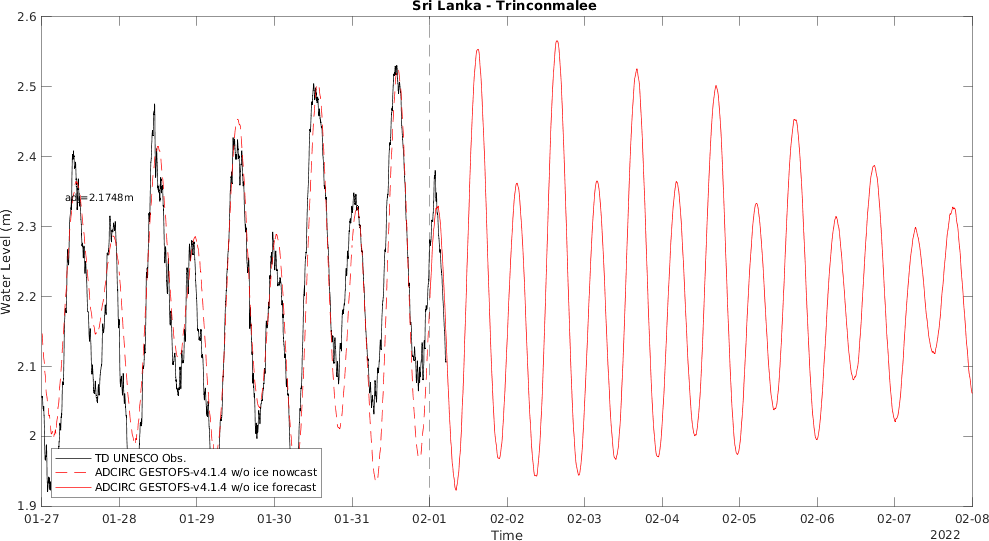 Sri Lanka - Trinconmalee
2.6
2.5
2.4
2.3
2.2
2.1
2
1.9
Water Level (m)
=2.1748m
TD UNESCO Obs.
ADCIRC GESTOFS-v4.1.4 w/o ice nowcast
ADCIRC GESTOFS-v4.1.4 w/o ice forecast
01-27 01-28 01-29 01-30 01-31 02-01 02-02 02-03 02-04 02-05 02-06 02-07 02-08
Time
2022